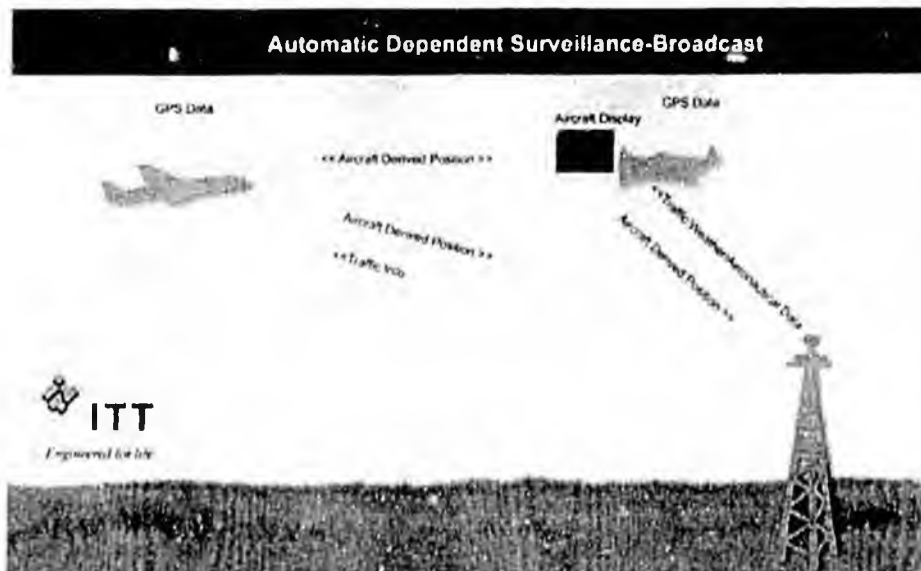 Automatic Dependent Surveillance-Broadcast
GPS Data
GPS Data
Aircraft Display
<< Aircraft Derived Position >>
Aircraft Derived Position >>
<<Traffic Info
<<Traffic/Weather/Aeronautical Data
Aircraft Derived Position >>
ITT
Engineered for life